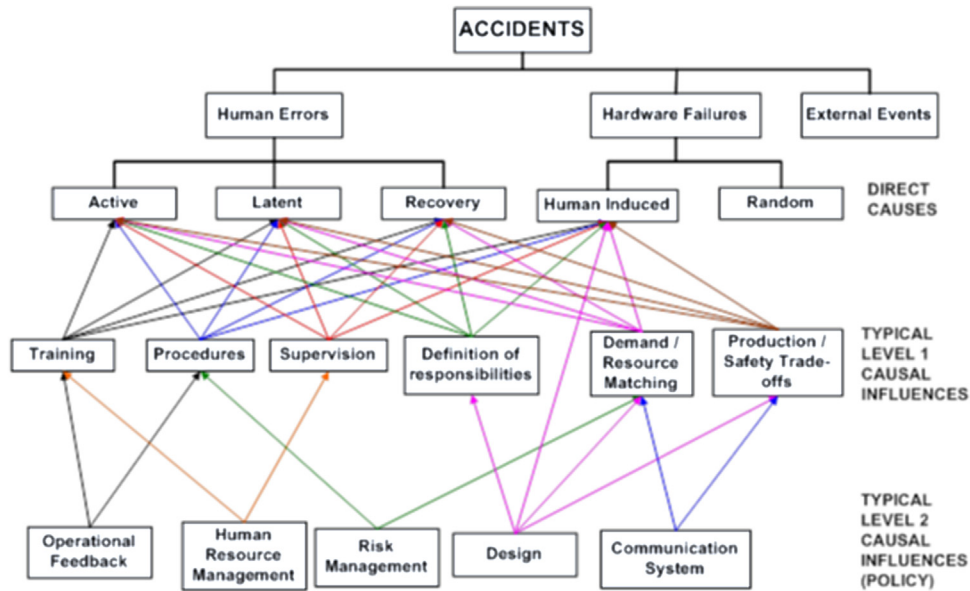 ACCIDENTS
Human Errors
Hardware Failures
External Events
Active
Latent
Recovery
Human Induced
Random
DIRECT
CAUSES
Training
Procedures
Supervision
Definition of
responsibilities
Demand /
Resource
Matching
Production /
Safety Trade-
offs
TYPICAL
LEVEL 1
CAUSAL
INFLUENCES
Operational
Feedback
Human
Resource
Management
Risk
Management
Design
Communication
System
TYPICAL
LEVEL 2
CAUSAL
INFLUENCES
(POLICY)